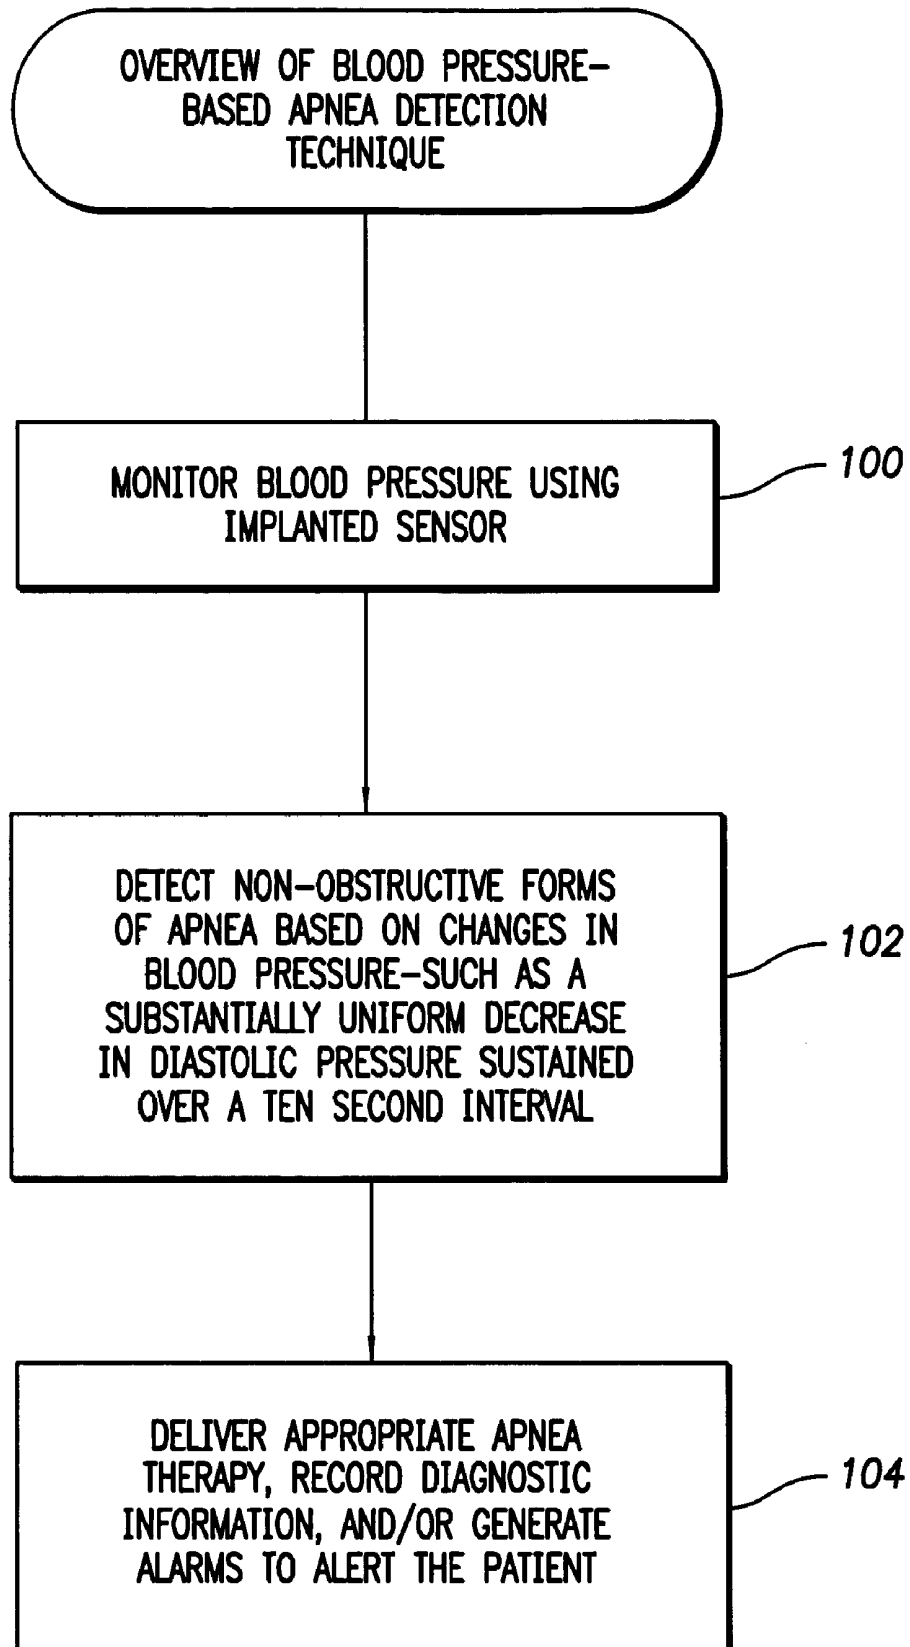 OVERVIEW OF BLOOD PRESSURE-
BASED APNEA DETECTION
TECHNIQUE
MONITOR BLOOD PRESSURE USING
IMPLANTED SENSOR
100
DETECT NON-OBSTRUCTIVE FORMS
OF APNEA BASED ON CHANGES IN
BLOOD PRESSURE-SUCH AS A
SUBSTANTIALLY UNIFORM DECREASE
IN DIASTOLIC PRESSURE SUSTAINED
OVER A TEN SECOND INTERVAL
102
DELIVER APPROPRIATE APNEA
THERAPY, RECORD DIAGNOSTIC
INFORMATION, AND/OR GENERATE
ALARMS TO ALERT THE PATIENT
104